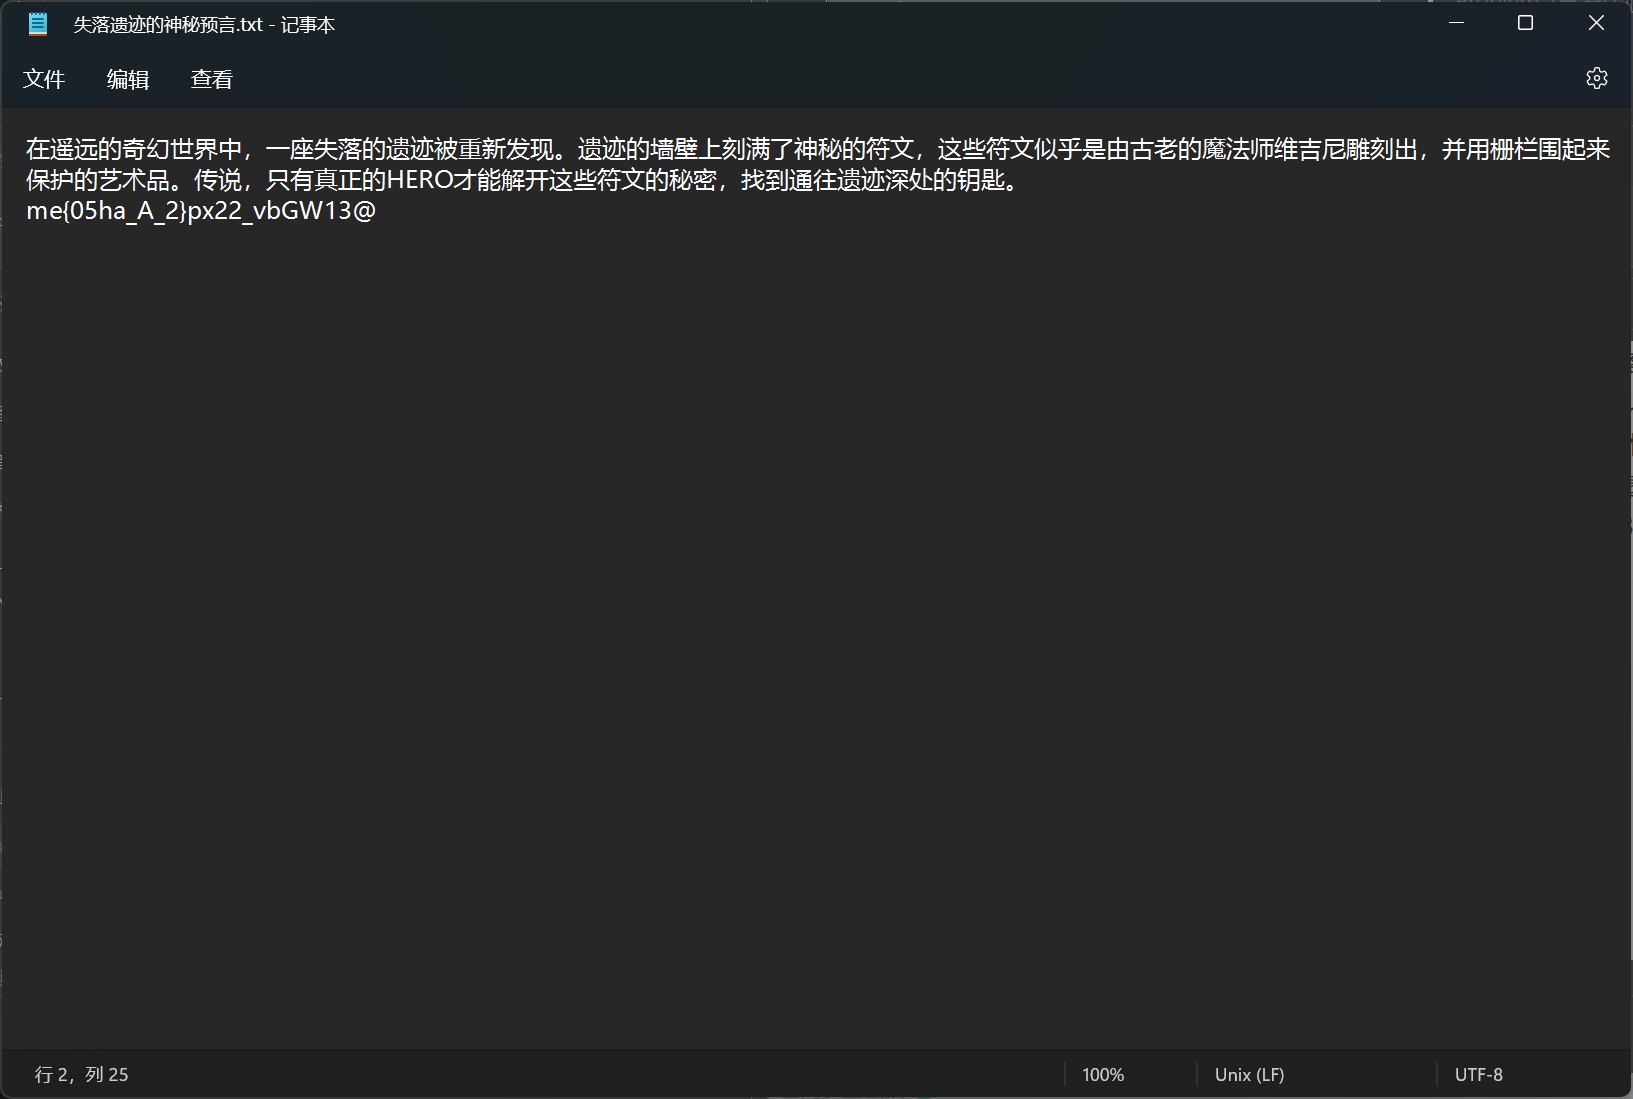 失落遗迹的神秘预言.txt - 记事本
文件 编辑 查看
在遥远的奇幻世界中，一座失落的遗迹被重新发现。遗迹的墙壁上刻满了神秘的符文，这些符文似乎是由古老的魔法师维吉尼雕刻出，并用栅栏围起来
保护的艺术品。传说，只有真正的HERO才能解开这些符文的秘密，找到通往遗迹深处的钥匙。
me{05ha_A_2}px22_vbGW13@
行 2，列 25 100% Unix (LF) UTF-8